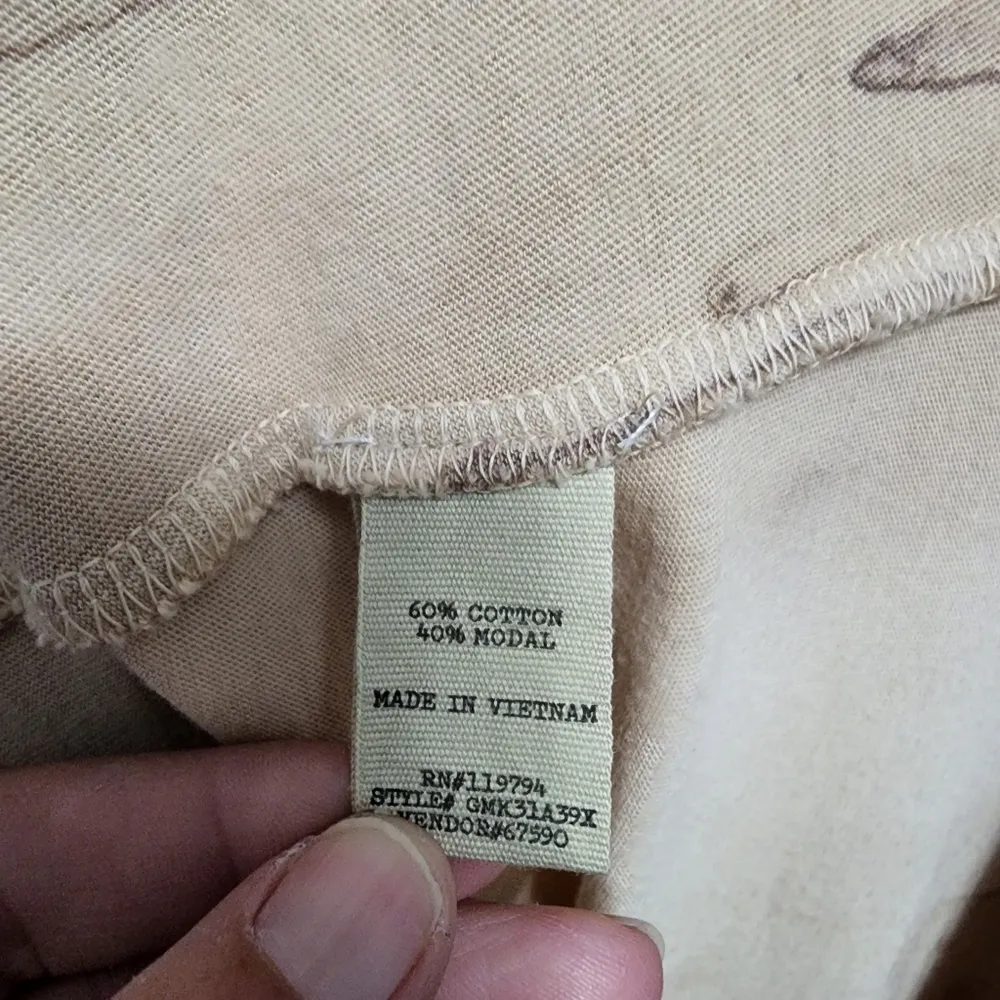 60% COTTON
40% MODAL
MADE IN VIETNAM
RN#119794
STYLE# GMK31A39X
VENDOR#67590